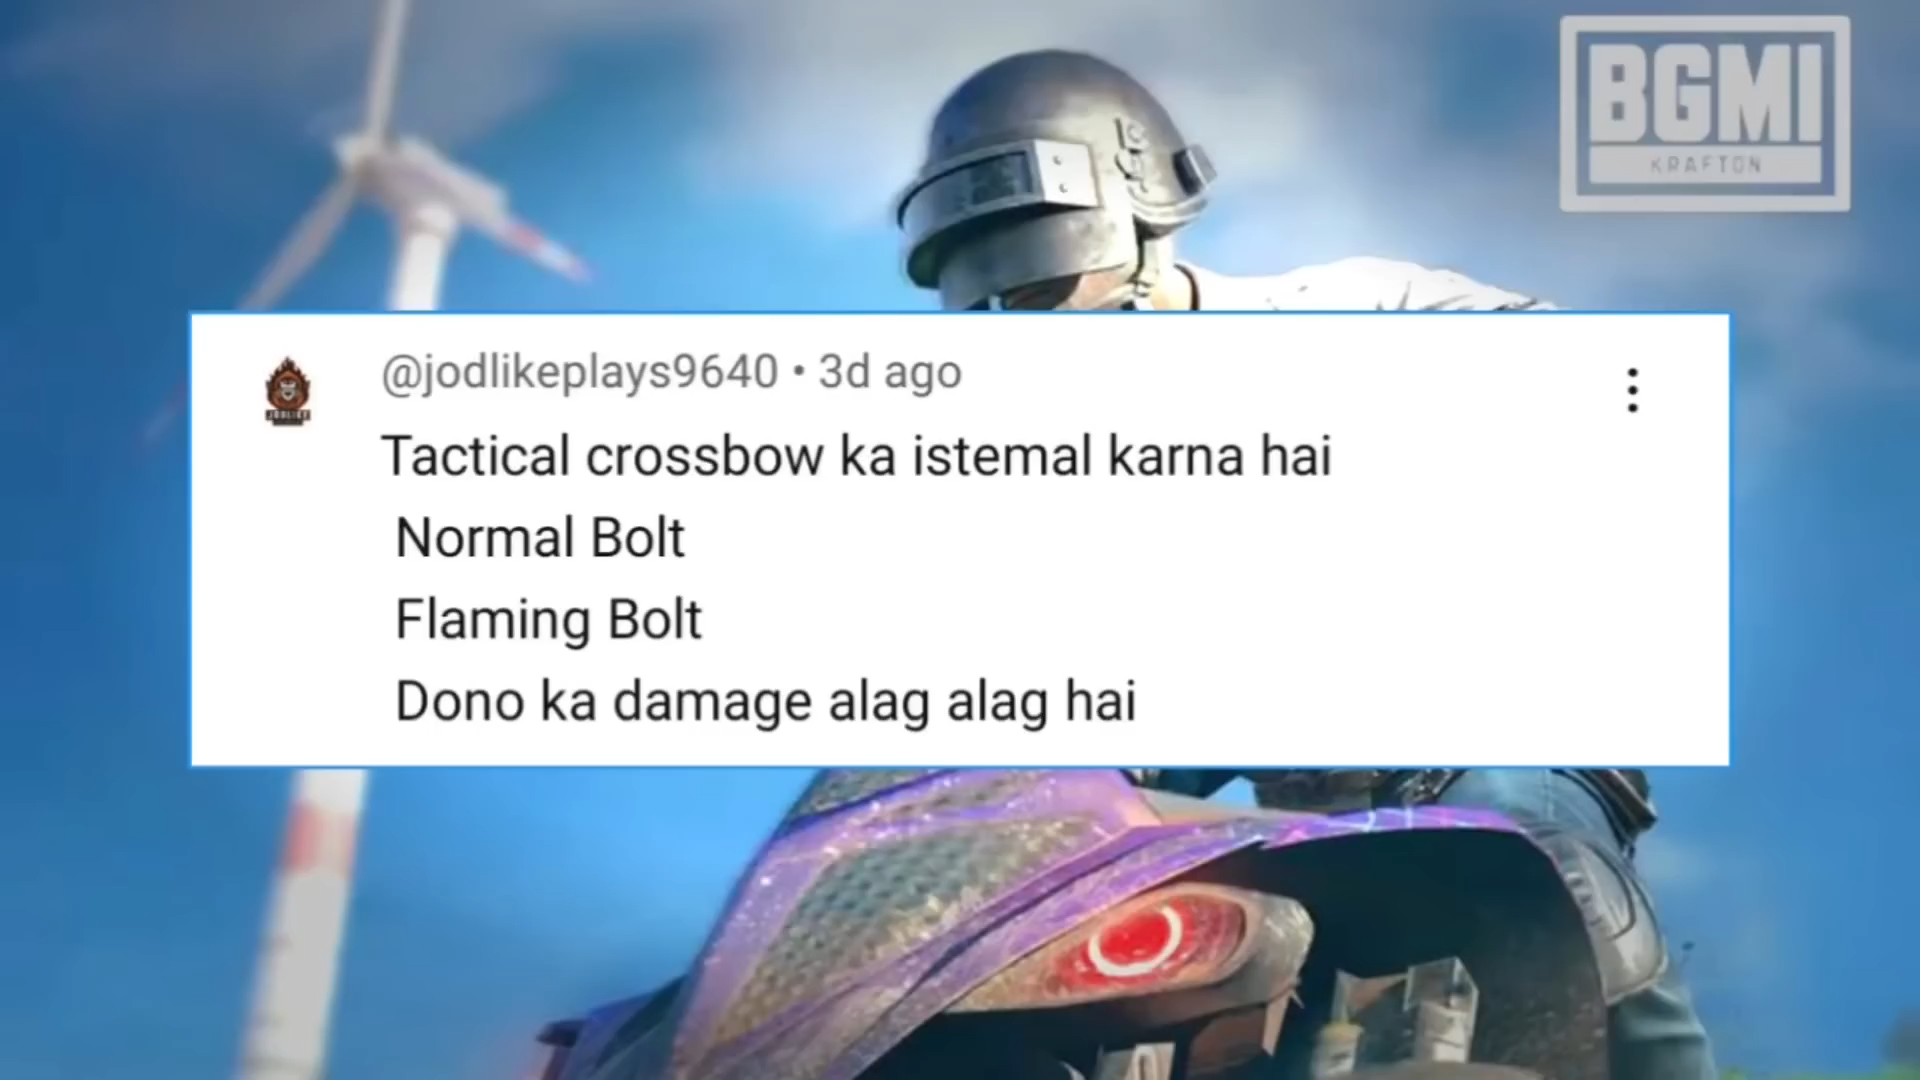 BGMI
KRAFTON
@jodlikeplays9640 • 3d ago
Tactical crossbow ka istemal karna hai
Normal Bolt
Flaming Bolt
Dono ka damage alag alag hai